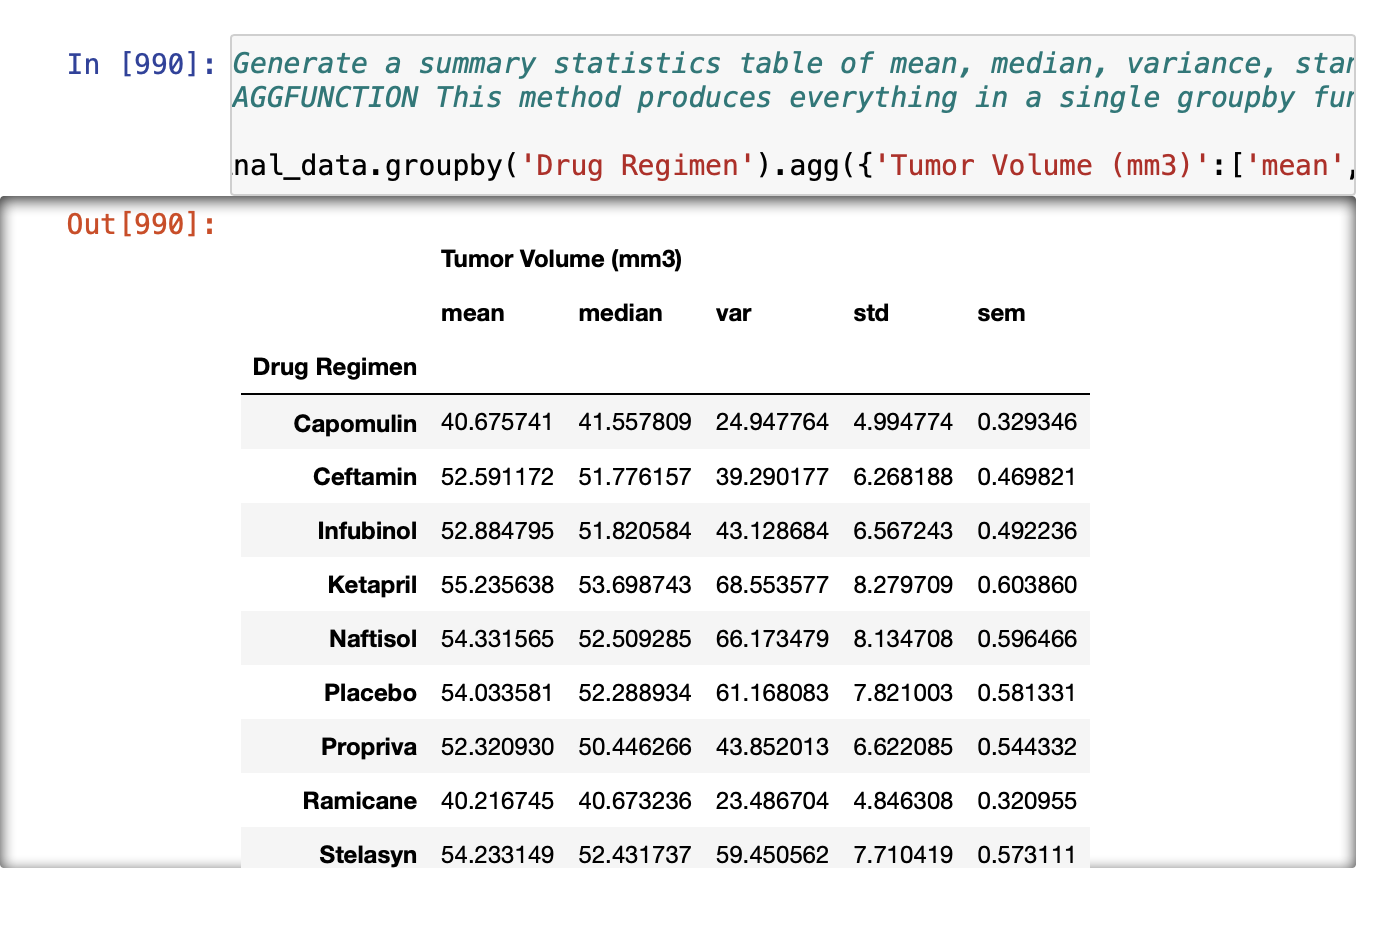 In [990]: Generate a summary statistics table of mean, median, variance,
AGGFUNCTION This method produces everything in a single groupby
nal_data.groupby('Drug Regimen').agg({'Tumor Volume (mm3)':['mean',
Out[990]:
Tumor Volume (mm3)
mean median var std sem
Drug Regimen
Capomulin 40.675741 41.557809 24.947764 4.994774 0.329346
Ceftamin 52.591172 51.776157 39.290177 6.268188 0.469821
Infubinol 52.884795 51.820584 43.128684 6.567243 0.492236
Ketapril 55.235638 53.698743 68.553577 8.279709 0.603860
Naftisol 54.331565 52.509285 66.173479 8.134708 0.596466
Placebo 54.033581 52.288934 61.168083 7.821003 0.581331
Propriva 52.320930 50.446266 43.852013 6.622085 0.544332
Ramicane 40.216745 40.673236 23.486704 4.846308 0.320955
Stelasyn 54.233149 52.431737 59.450562 7.710419 0.573111